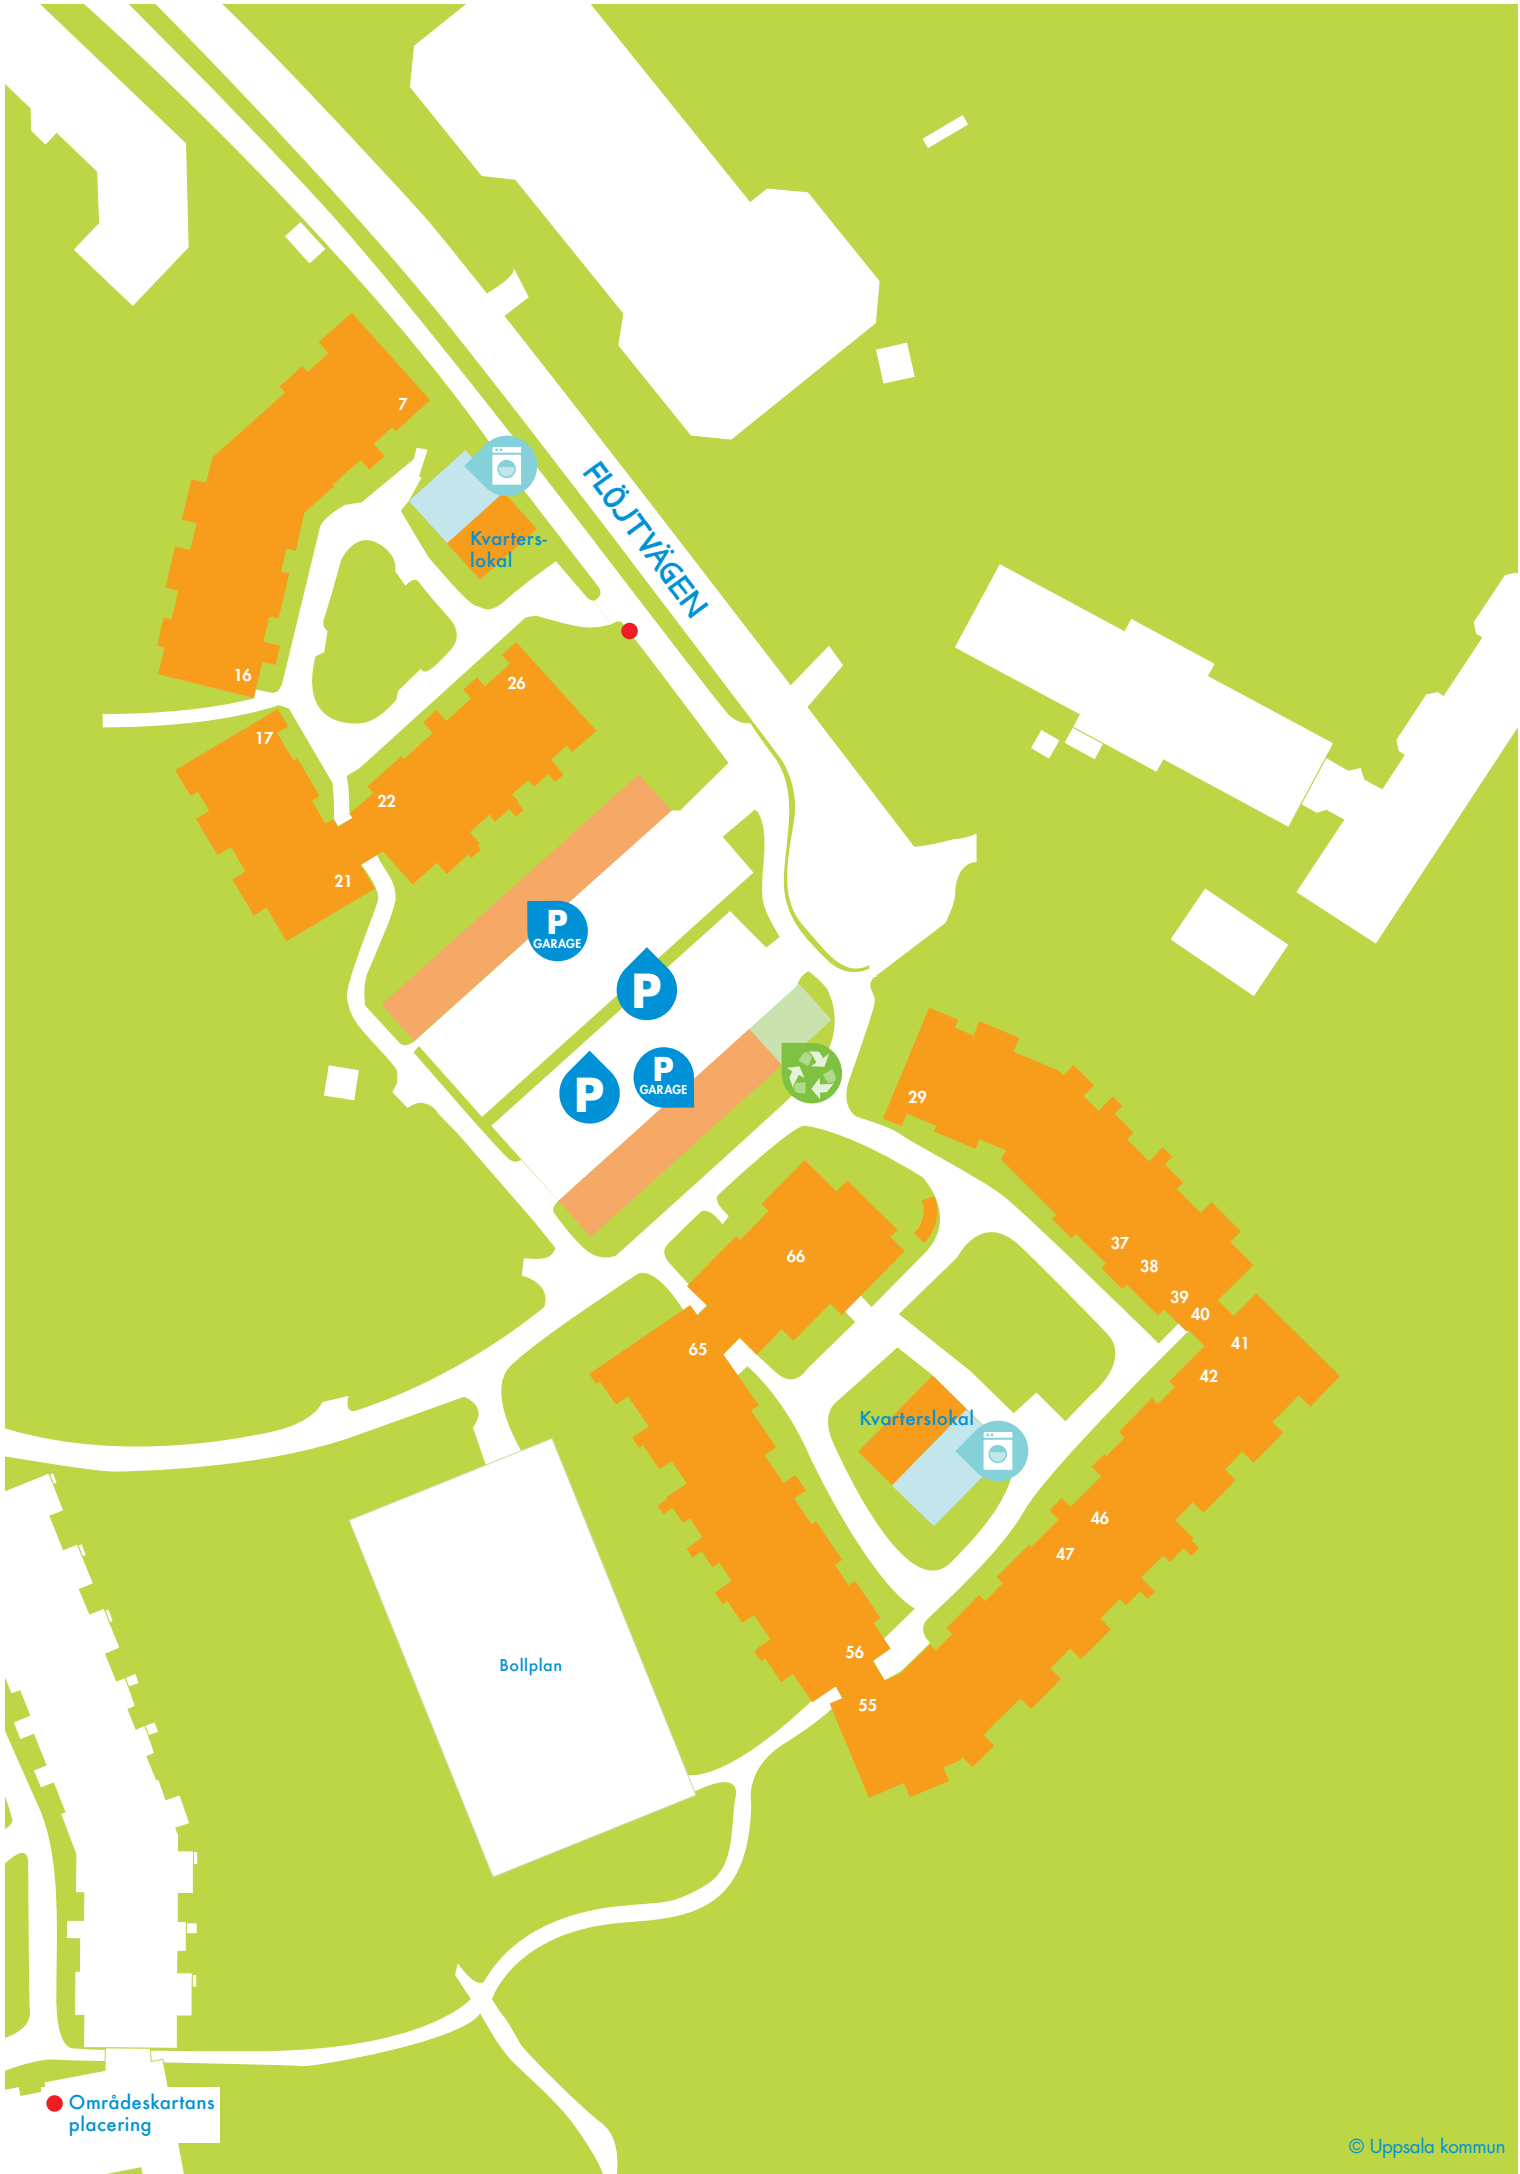 7
Kvarters-
lokal
FLÖJTVÄGEN
16
26
17
22
21
P
GARAGE
P
P
GARAGE
P
29
37
66
38
39
40
65
41
42
Kvarterslokal
46
47
56
Bollplan
55
Områdeskartans
placering
© Uppsala kommun